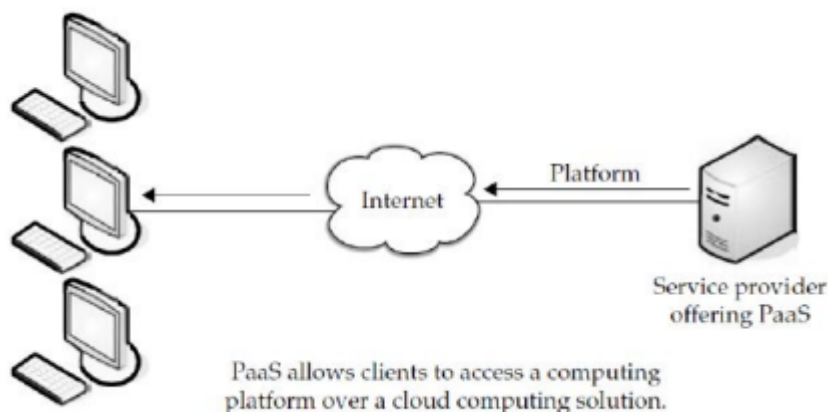 Platform
Internet
Service provider
offering PaaS
PaaS allows clients to access a computing
platform over a cloud computing solution.